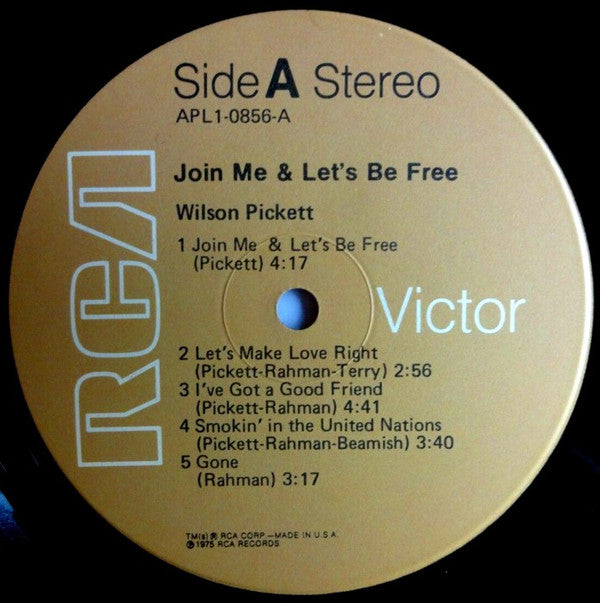 Side A Stereo
APL1-0856-A
Join Me & Let's Be Free
Wilson Pickett
1 Join Me & Let's Be Free
(Pickett) 4:17
RCA
Victor
2 Let's Make Love Right
(Pickett-Rahman-Terry) 2:56
3 I've Got a Good Friend
(Pickett-Rahman) 4:41
4 Smokin' in the United Nations
(Pickett-Rahman-Beamish) 3:40
5 Gone
(Rahman) 3:17
TM(s) ® RCA CORP.—MADE IN U.S.A.
℗ 1975 RCA RECORDS